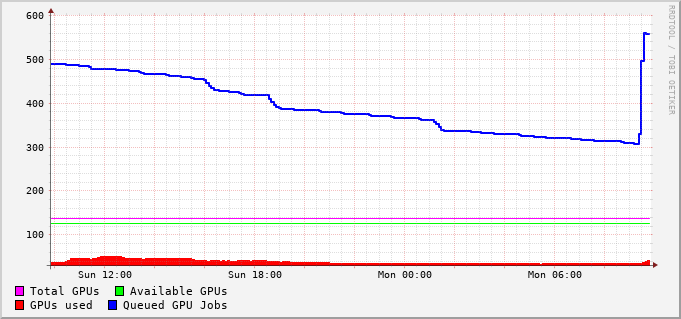 600
500
400
300
200
100
Sun 12:00 Sun 18:00 Mon 00:00 Mon 06:00
Total GPUs Available GPUs
GPUs used Queued GPU Jobs
RRDTOOL / TOBI OETIKER